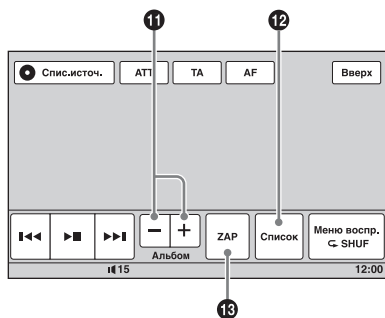 11 12
Спис.источ. ATT TA AF Вверх
− + ZAP Список Меню воспр.
SHUF
Альбом
15 12:00
13